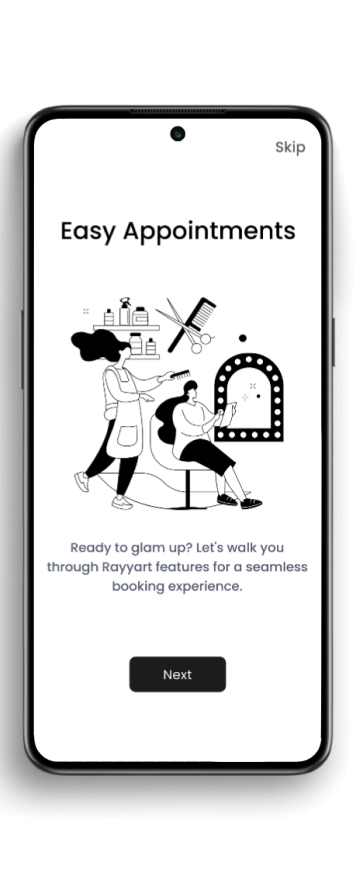 Skip
Easy Appointments
Ready to glam up? Let's walk you
through Rayyart features for a seamless
booking experience.
Next